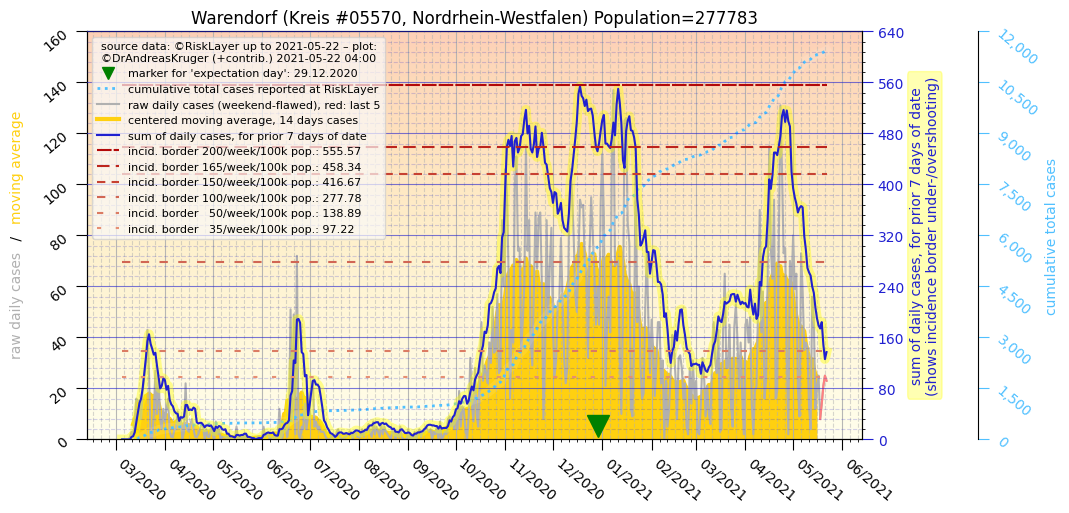 Warendorf (Kreis #05570, Nordrhein-Westfalen) Population=277783
source data: ©RiskLayer up to 2021-05-22 – plot:
©DrAndreasKruger (+contrib.) 2021-05-22 04:00
marker for 'expectation day': 29.12.2020
cumulative total cases reported at RiskLayer
raw daily cases (weekend-flawed), red: last 5
centered moving average, 14 days cases
sum of daily cases, for prior 7 days of date
incid. border 200/week/100k pop.: 555.57
incid. border 165/week/100k pop.: 458.34
incid. border 150/week/100k pop.: 416.67
incid. border 100/week/100k pop.: 277.78
incid. border 50/week/100k pop.: 138.89
incid. border 35/week/100k pop.: 97.22
raw daily cases / moving average
160
140
120
100
80
60
40
20
0
03/2020
04/2020
05/2020
06/2020
07/2020
08/2020
09/2020
10/2020
11/2020
12/2020
01/2021
02/2021
03/2021
04/2021
05/2021
06/2021
640
560
480
400
320
240
160
80
0
sum of daily cases, for prior 7 days of date
(shows incidence border under-/overshooting)
12,000
10,500
9,000
7,500
6,000
4,500
3,000
1,500
0
cumulative total cases